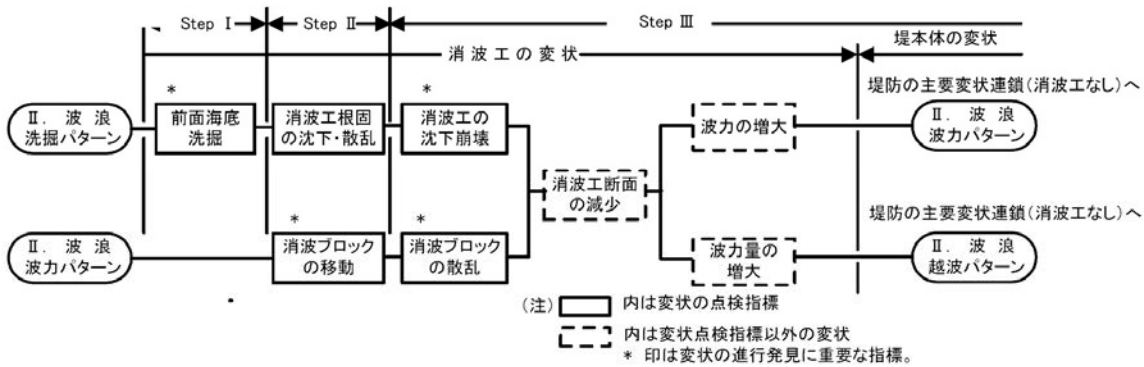 Step Ⅰ
Step Ⅱ
Step Ⅲ
消波工の変状
堤本体の変状
堤防の主要変状連鎖(消波工なし)へ
*
*
Ⅱ. 波 浪
洗掘パターン
前面海底
洗掘
消波工根固
の沈下・散乱
消波工の
沈下崩壊
波力の増大
Ⅱ. 波 浪
波力パターン
消波工断面
の減少
堤防の主要変状連鎖(消波工なし)へ
*
*
Ⅱ. 波 浪
波力パターン
消波ブロック
の移動
消波ブロック
の散乱
波力量の
増大
Ⅱ. 波 浪
越波パターン
(注)
内は変状の点検指標
内は変状点検指標以外の変状
* 印は変状の進行発見に重要な指標。